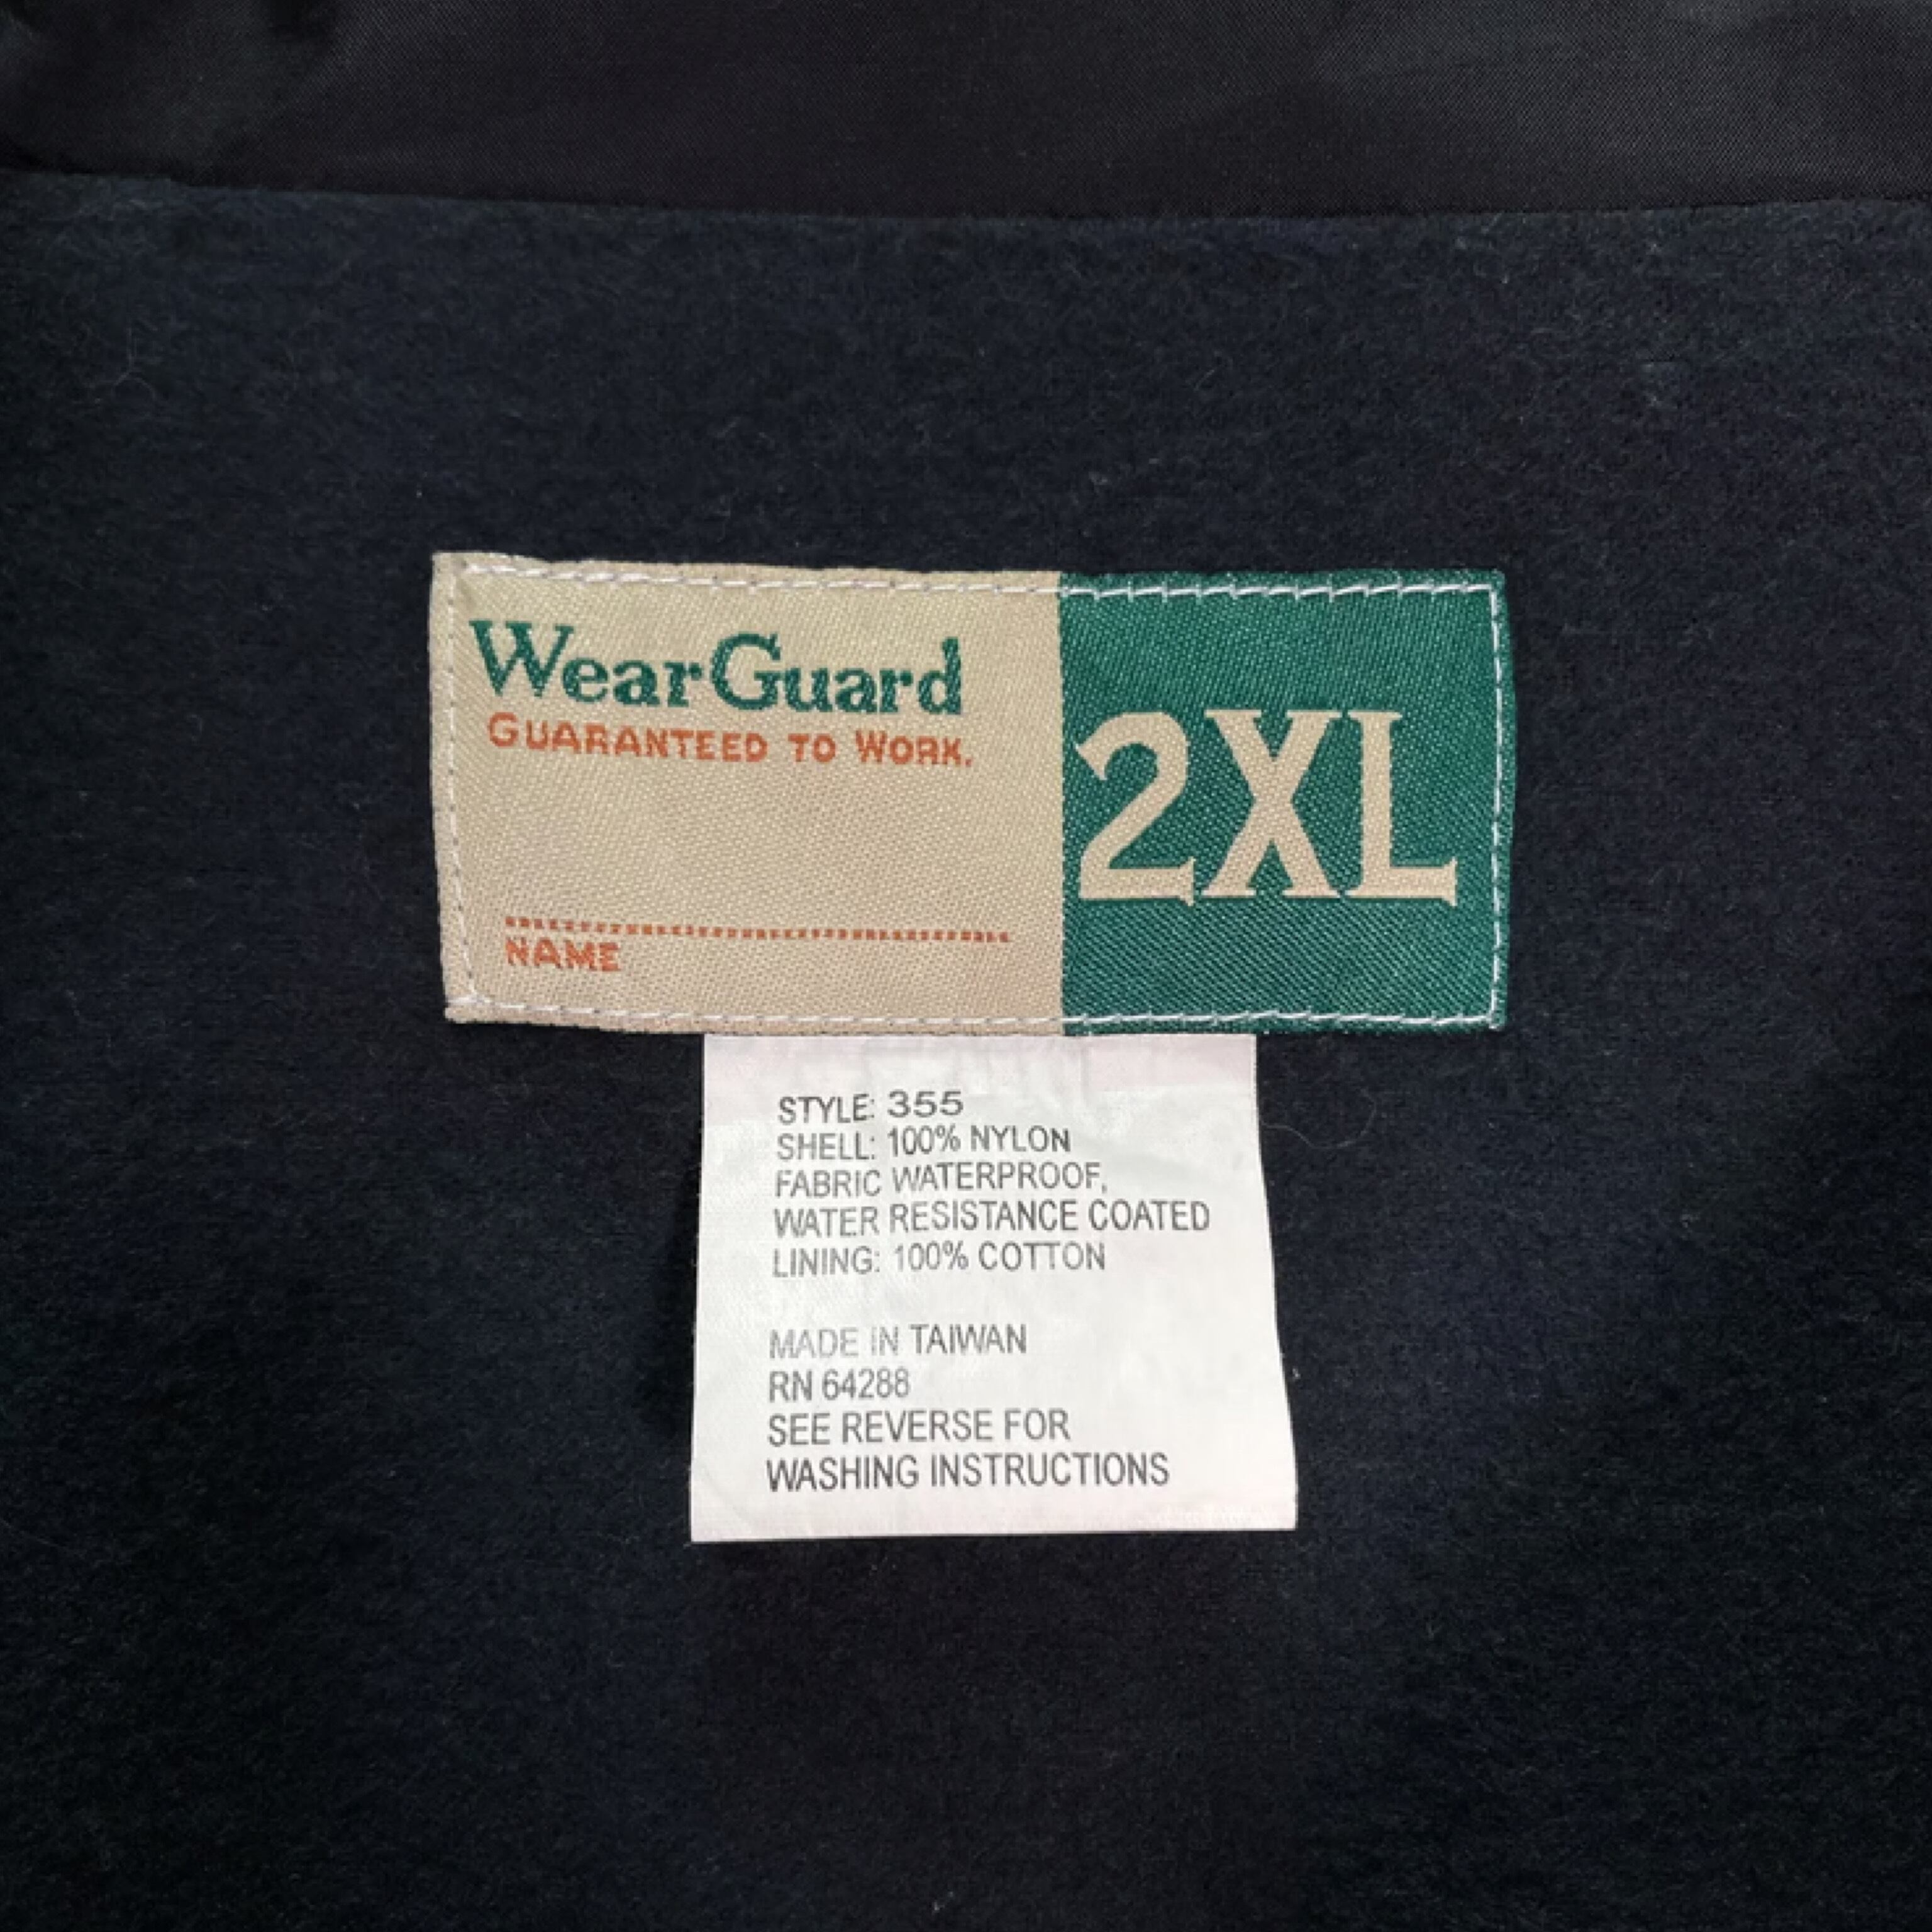 WearGuard
GUARANTEED TO WORK.
2XL
NAME
STYLE: 355
SHELL: 100% NYLON
FABRIC WATERPROOF,
WATER RESISTANCE COATED
LINING: 100% COTTON
MADE IN TAIWAN
RN 64288
SEE REVERSE FOR
WASHING INSTRUCTIONS